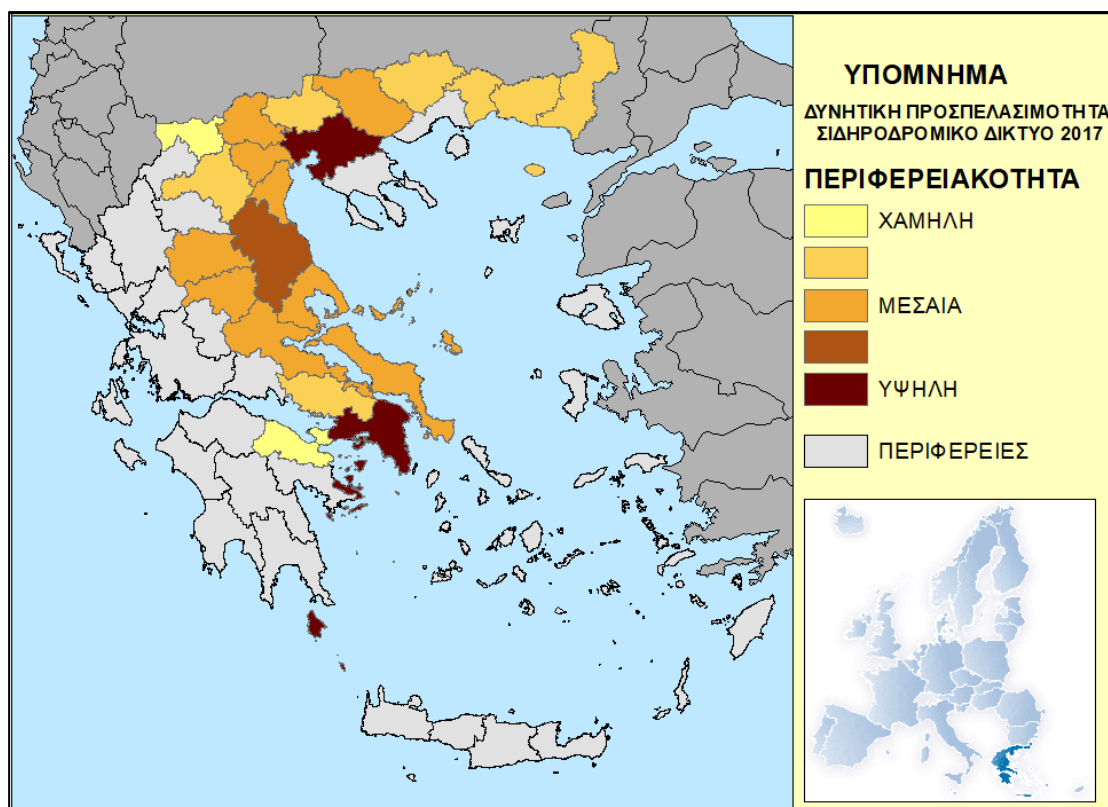 ΥΠΟΜΝΗΜΑ
ΔΥΝΗΤΙΚΗ ΠΡΟΣΠΕΛΑΣΙΜΟΤΗΤΑ
ΣΙΔΗΡΟΔΡΟΜΙΚΟ ΔΙΚΤΥΟ 2017
ΠΕΡΙΦΕΡΕΙΑΚΟΤΗΤΑ
ΧΑΜΗΛΗ
ΜΕΣΑΙΑ
ΥΨΗΛΗ
ΠΕΡΙΦΕΡΕΙΕΣ